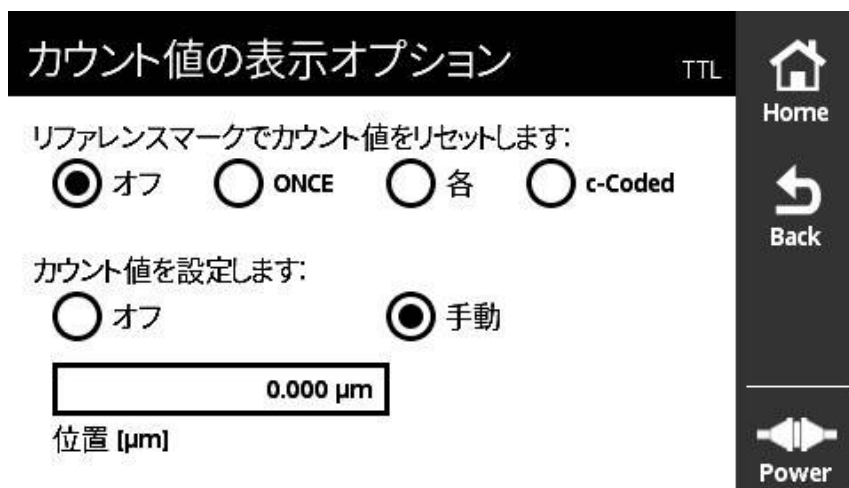 カウント値の表示オプション TTL
Home
リファレンスマークでカウント値をリセットします:
オフ ONCE 各 c-Coded
Back
カウント値を設定します:
オフ 手動
0.000 µm
位置 [µm]
Power